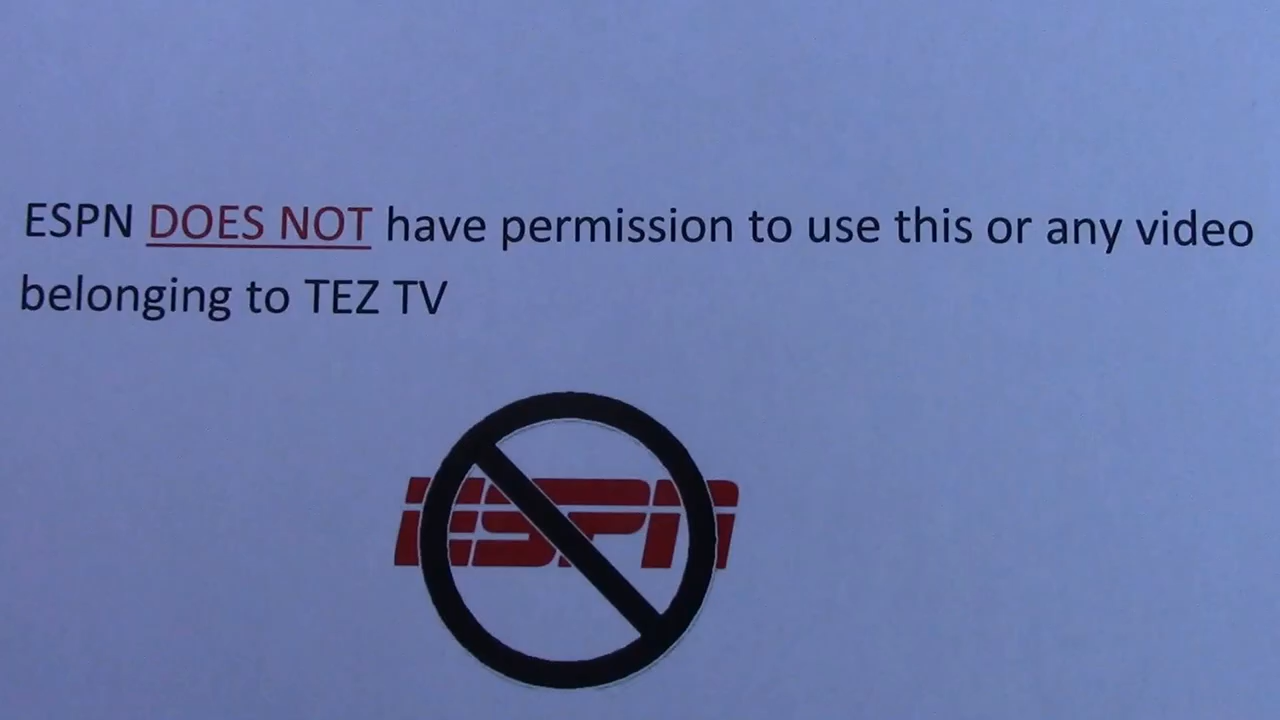 ESPN DOES NOT have permission to use this or any video
belonging to TEZ TV
ESPN